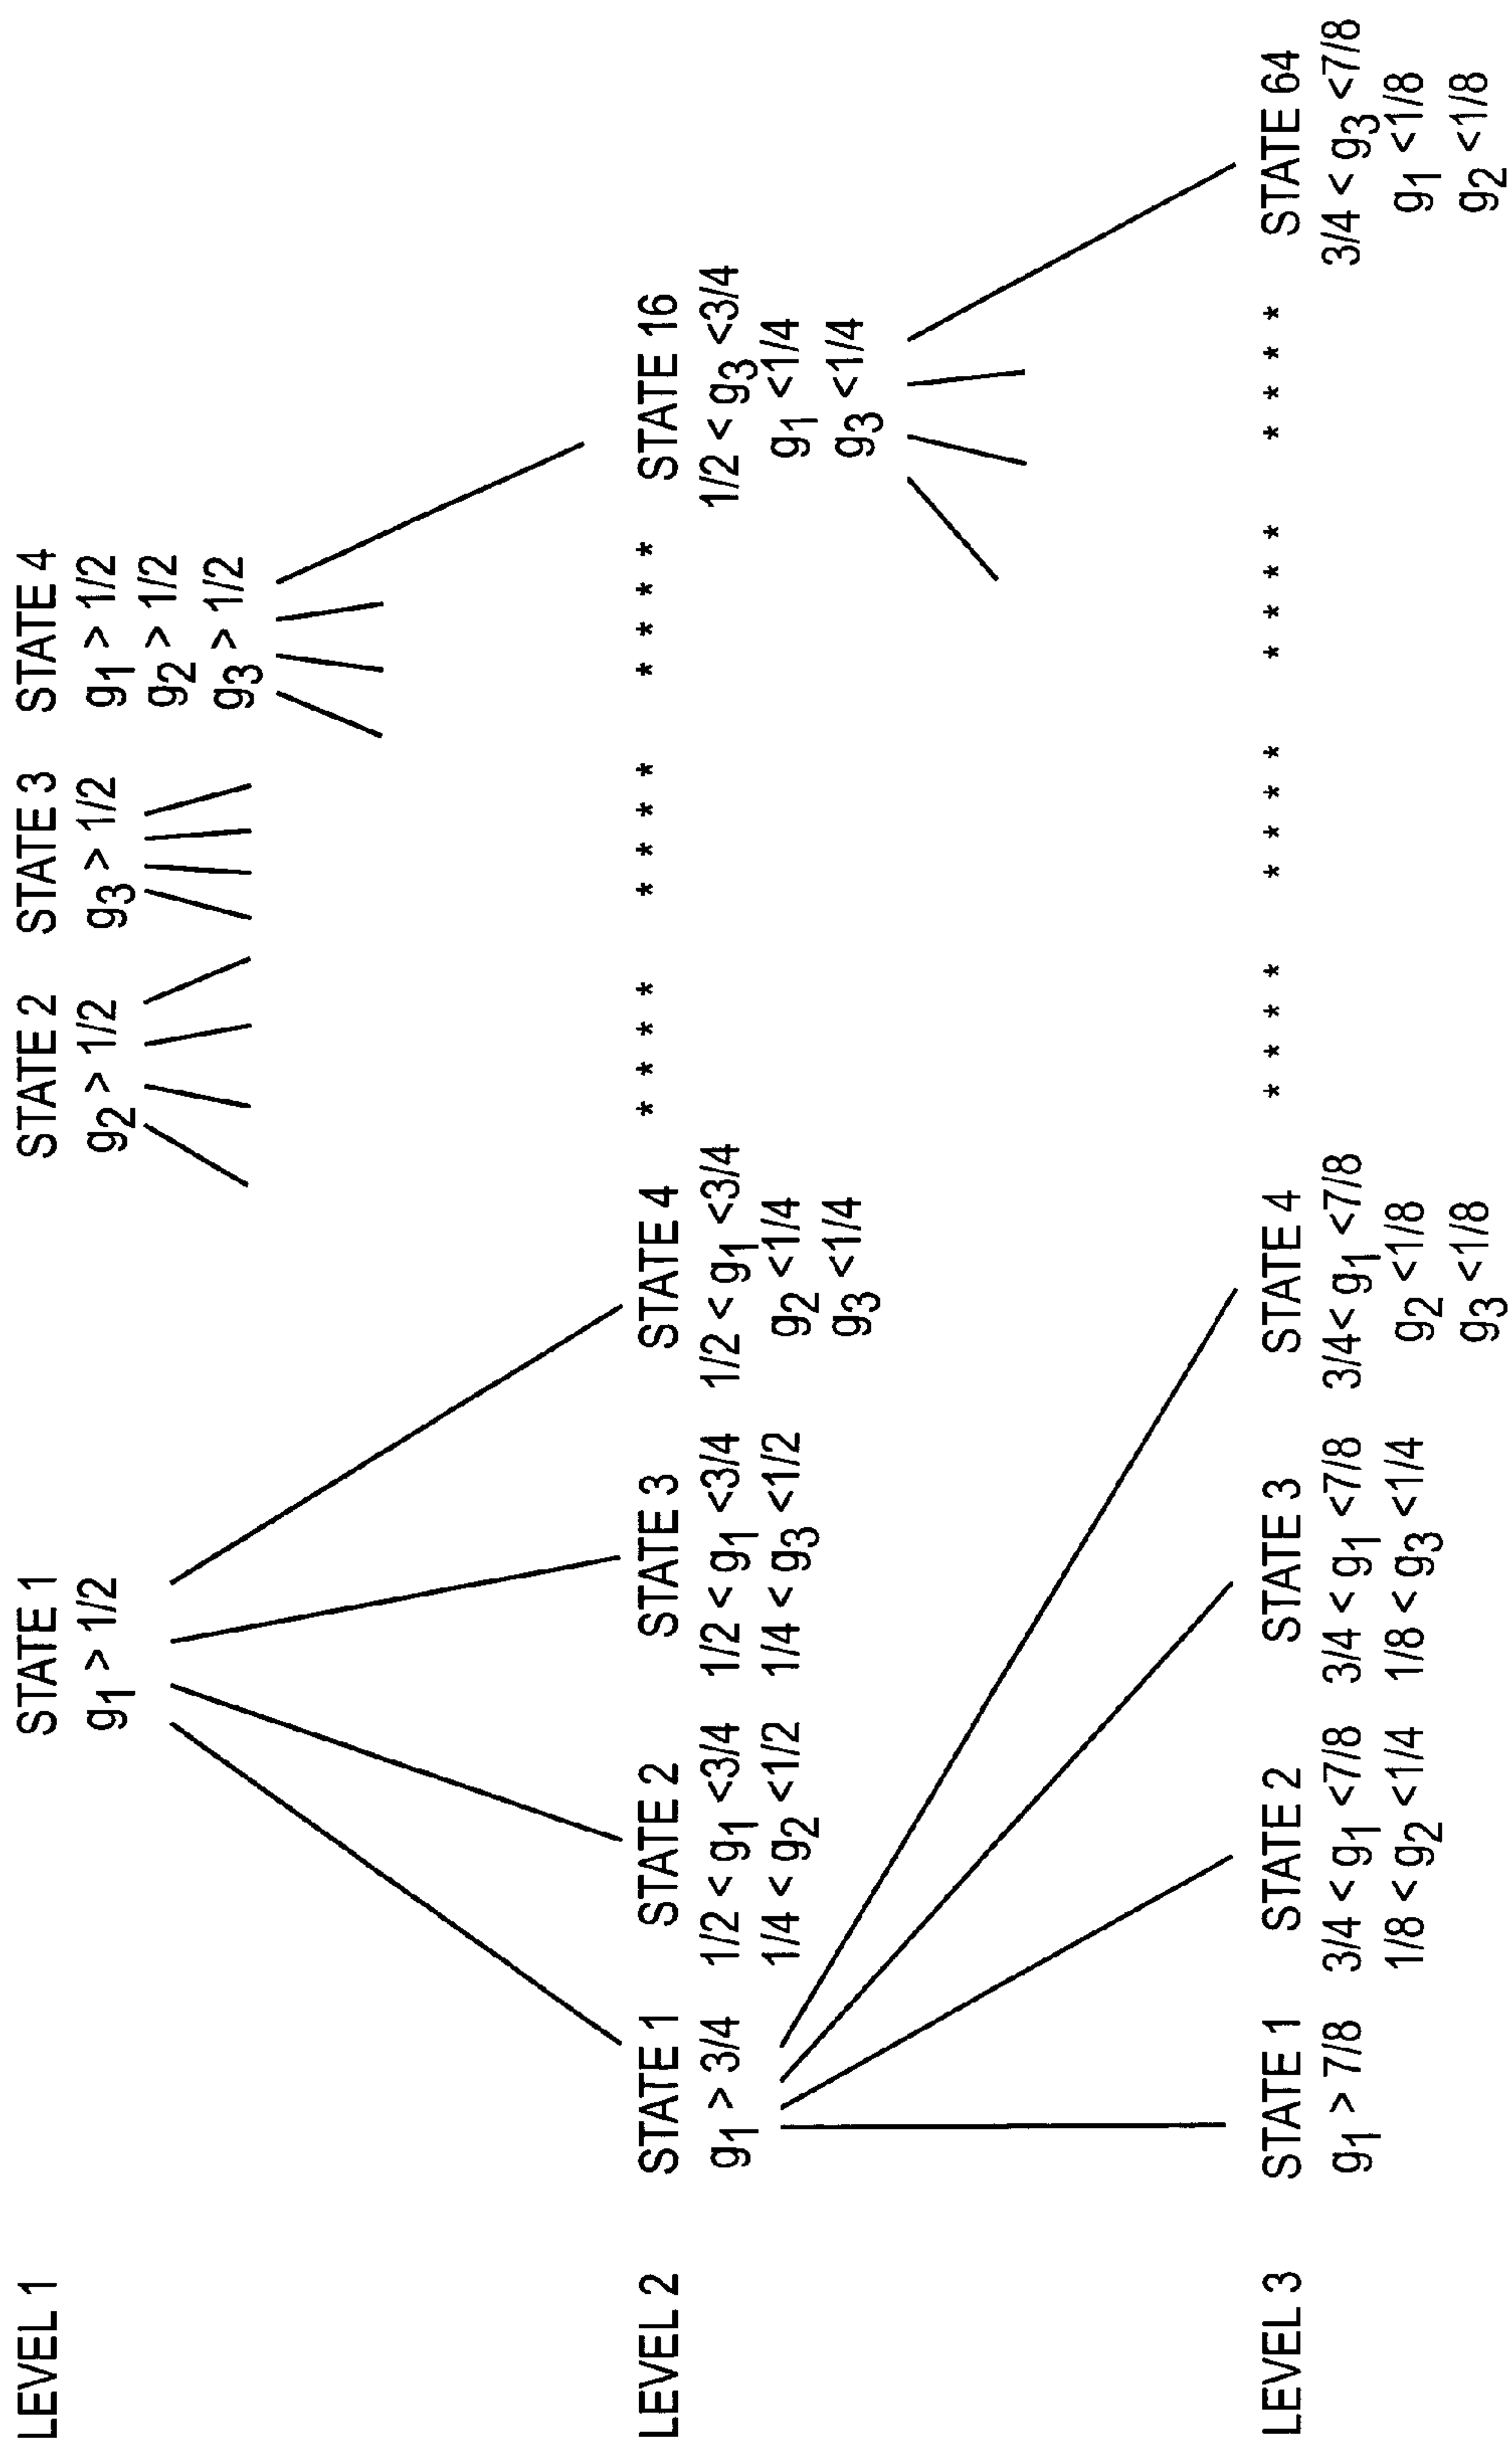 LEVEL 1
STATE 1
g1 > 1/2
STATE 2
g2 > 1/2
STATE 3
g3 > 1/2
STATE 4
g1 > 1/2
g2 > 1/2
g3 > 1/2
LEVEL 2
STATE 1
g1 > 3/4
STATE 2
1/2 < g1 <3/4
1/4 < g2 <1/2
STATE 3
1/2 < g1 <3/4
1/4 < g3 <1/2
STATE 4
1/2 < g1 <3/4
g2 <1/4
g3 <1/4
* * * *
* * * *
* * * *
STATE 16
1/2 < g3 <3/4
g1 <1/4
g3 <1/4
LEVEL 3
STATE 1
g1 > 7/8
STATE 2
3/4 < g1 <7/8
1/8 < g2 <1/4
STATE 3
3/4 < g1 <7/8
1/8 < g3 <1/4
STATE 4
3/4< g1 <7/8
g2 <1/8
g3 <1/8
* * * *
* * * *
* * * *
* * * *
STATE 64
3/4 < g3 <7/8
g1 <1/8
g2 <1/8